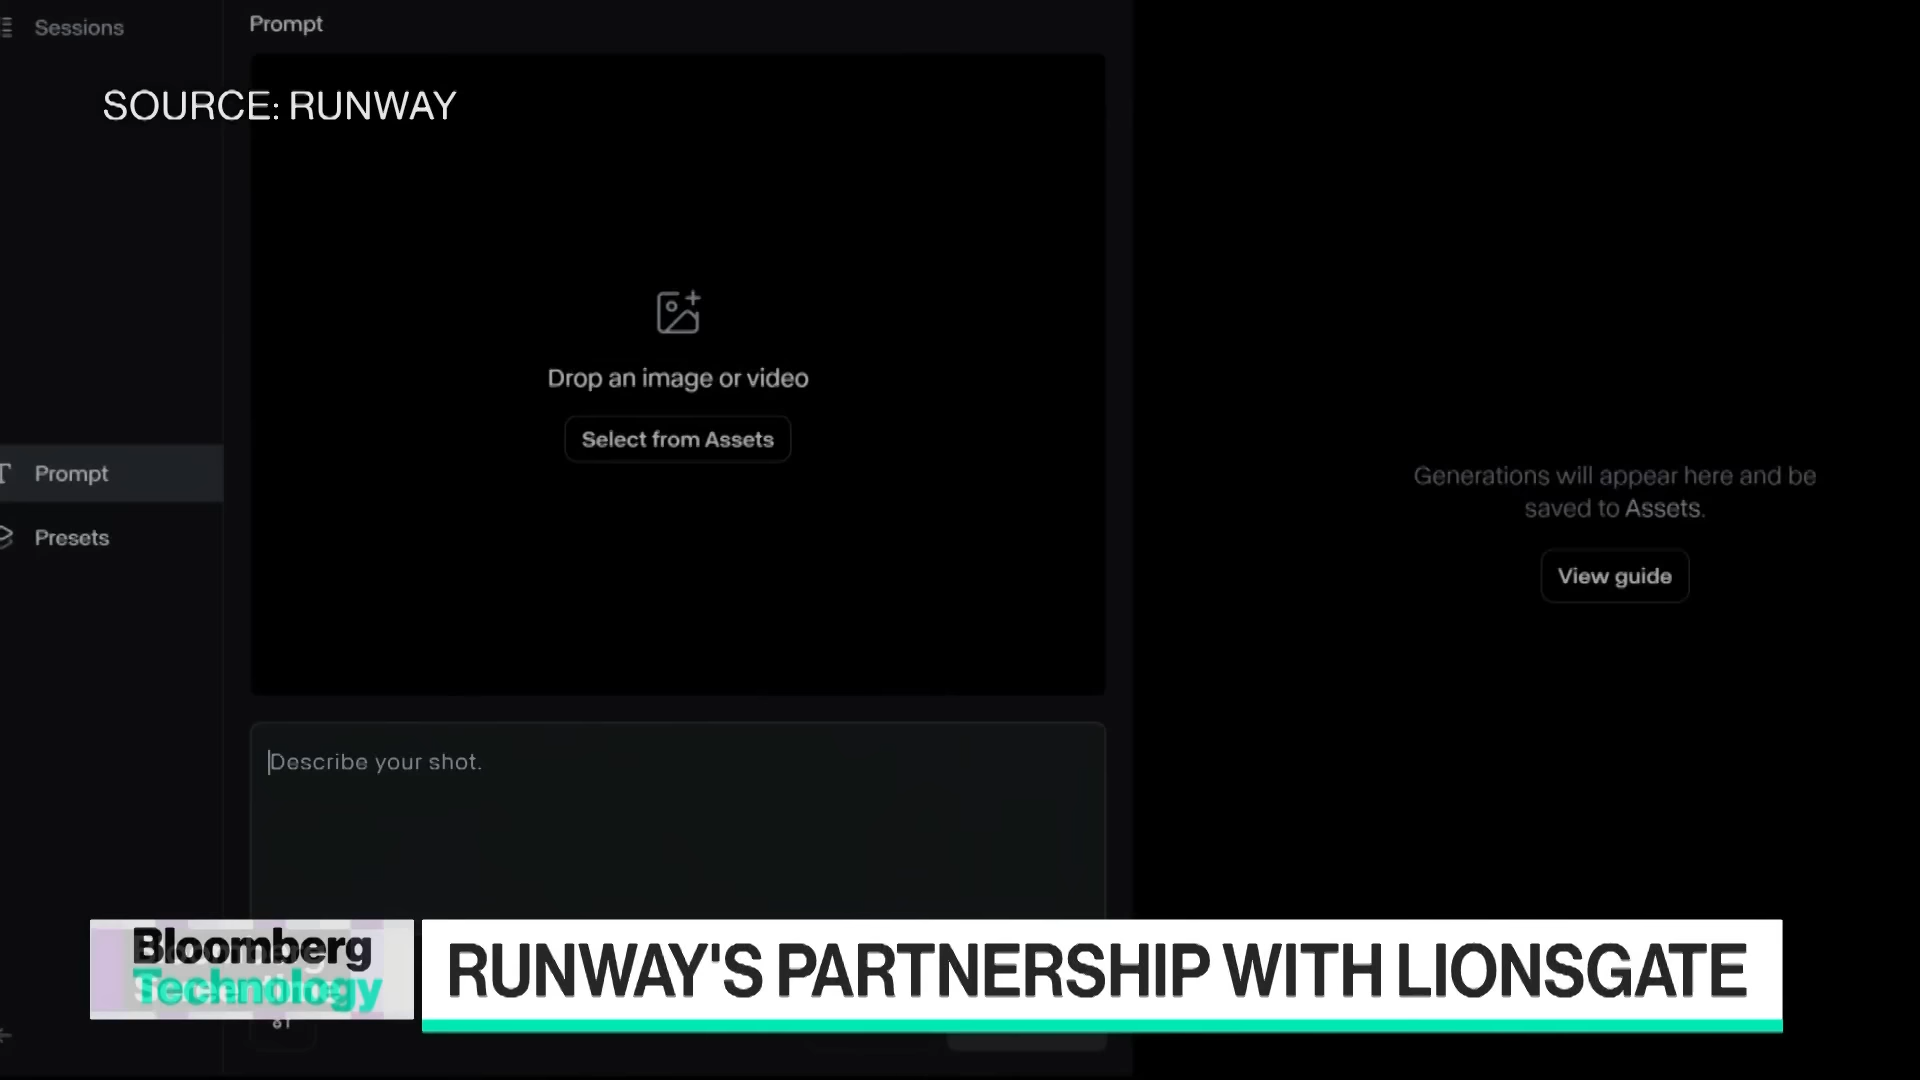 Sessions
Prompt
SOURCE: RUNWAY
Drop an image or video
Select from Assets
Prompt
Presets
Generations will appear here and be
saved to Assets.
View guide
Describe your shot.
Bloomberg
Technology
RUNWAY'S PARTNERSHIP WITH LIONSGATE